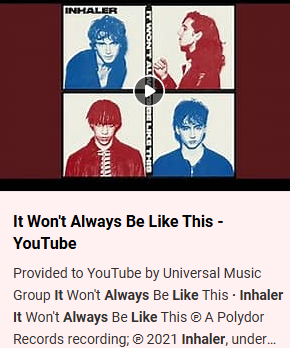 INHALER
IT WON'T ALWAYS BE LIKE THIS
It Won't Always Be Like This -
YouTube
Provided to YouTube by Universal Music
Group It Won't Always Be Like This · Inhaler
It Won't Always Be Like This ℗ A Polydor
Records recording; ℗ 2021 Inhaler, under...